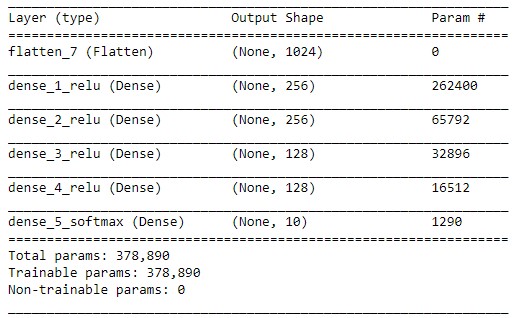 Layer (type) Output Shape Param #
flatten_7 (Flatten) (None, 1024) 0
dense_1_relu (Dense) (None, 256) 262400
dense_2_relu (Dense) (None, 256) 65792
dense_3_relu (Dense) (None, 128) 32896
dense_4_relu (Dense) (None, 128) 16512
dense_5_softmax (Dense) (None, 10) 1290
Total params: 378,890
Trainable params: 378,890
Non-trainable params: 0